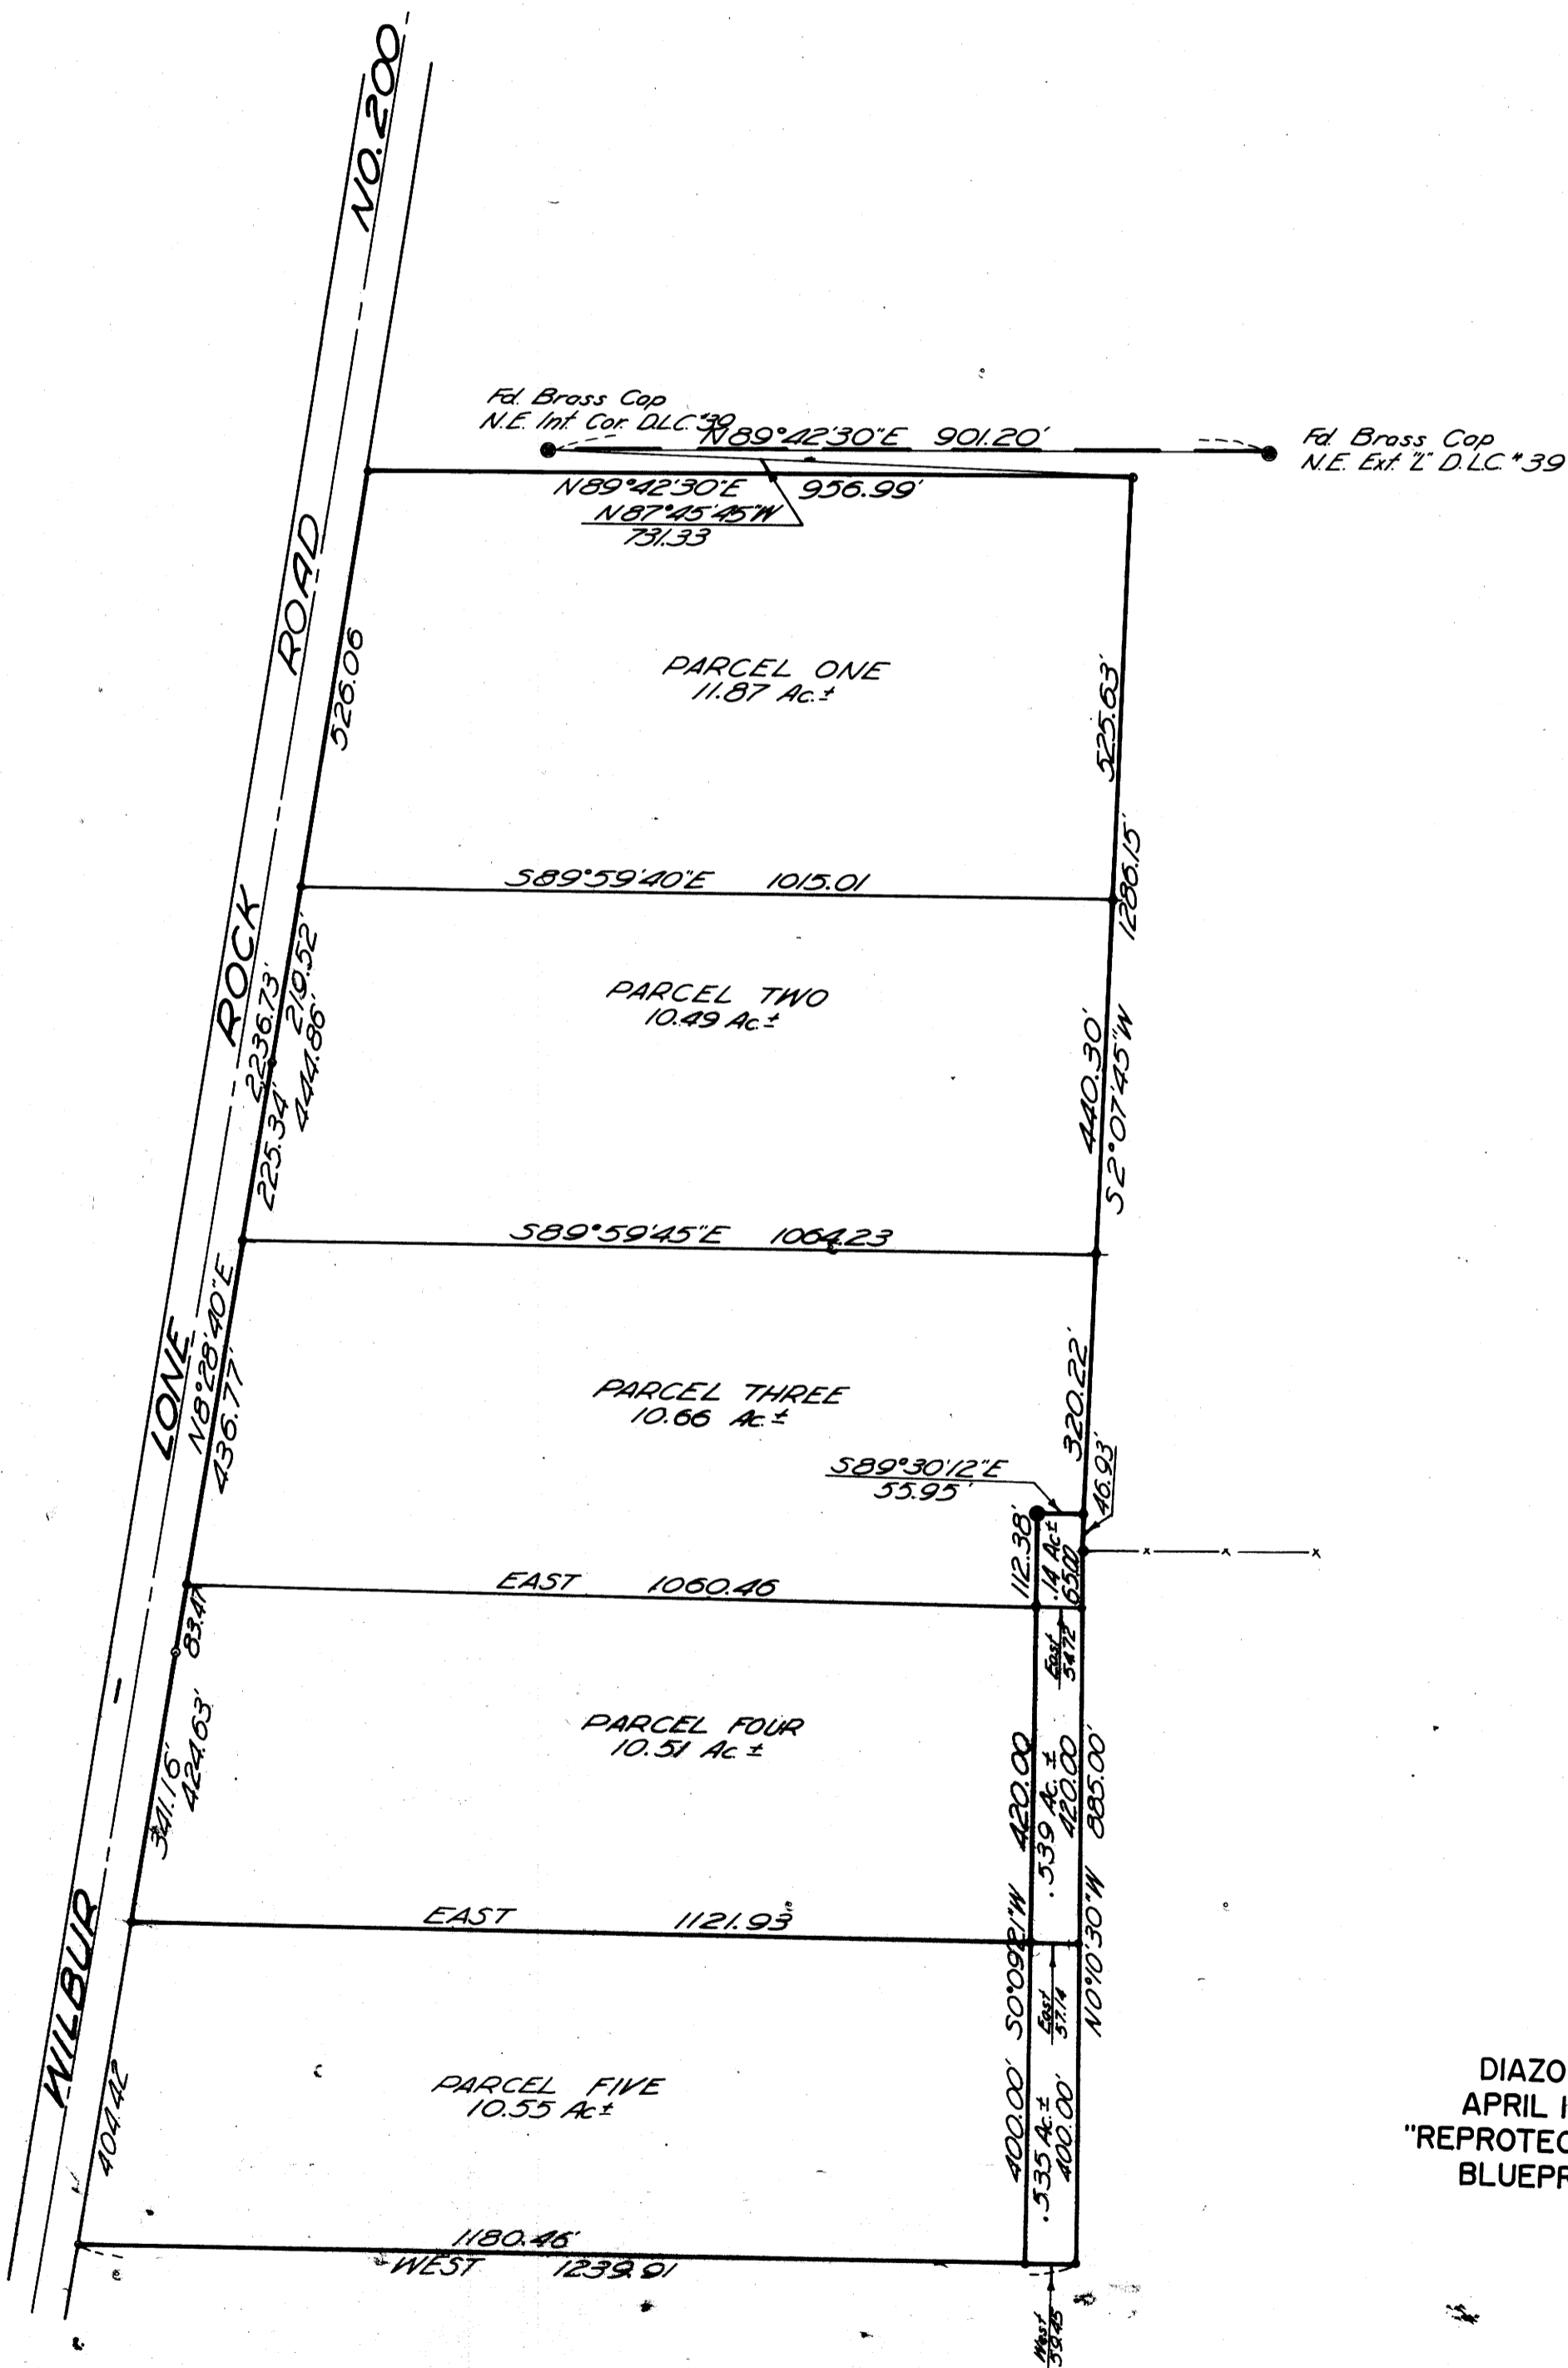 NO. 200
ROAD
ROCK
LONE
-
WILBUR
Fd. Brass Cap
N.E. Int. Cor. D.L.C. #39
N89°42'30"E 901.20'
Fd. Brass Cap
N.E. Ext. "L" D.L.C. #39
N89°42'30"E 956.99'
N87°45'45"W
731.33
526.06
PARCEL ONE
11.87 Ac.±
525.63'
1286.15'
S89°59'40"E 1015.01
2236.73'
219.52'
444.86'
225.34'
PARCEL TWO
10.49 Ac±
440.30'
S2°07'45"W
S89°59'45"E 1064.23
N8°28'40"E
436.77'
PARCEL THREE
10.66 Ac.±
320.22'
S89°30'12"E
55.95'
46.93'
112.38'
.14 Ac±
65.00
EAST 1060.46
83.47
East
54.72
341.16'
424.63'
PARCEL FOUR
10.51 Ac.±
420.00
.539 Ac.±
420.00
885.00'
N0°10'30"W
EAST 1121.93
S0°09'21"W
East
57.14
404.42
PARCEL FIVE
10.55 Ac±
400.00'
.535 Ac.±
400.00'
1180.46'
WEST 1239.91
West
59.45
DIAZO
APRIL 1
"REPROTEC
BLUEPR